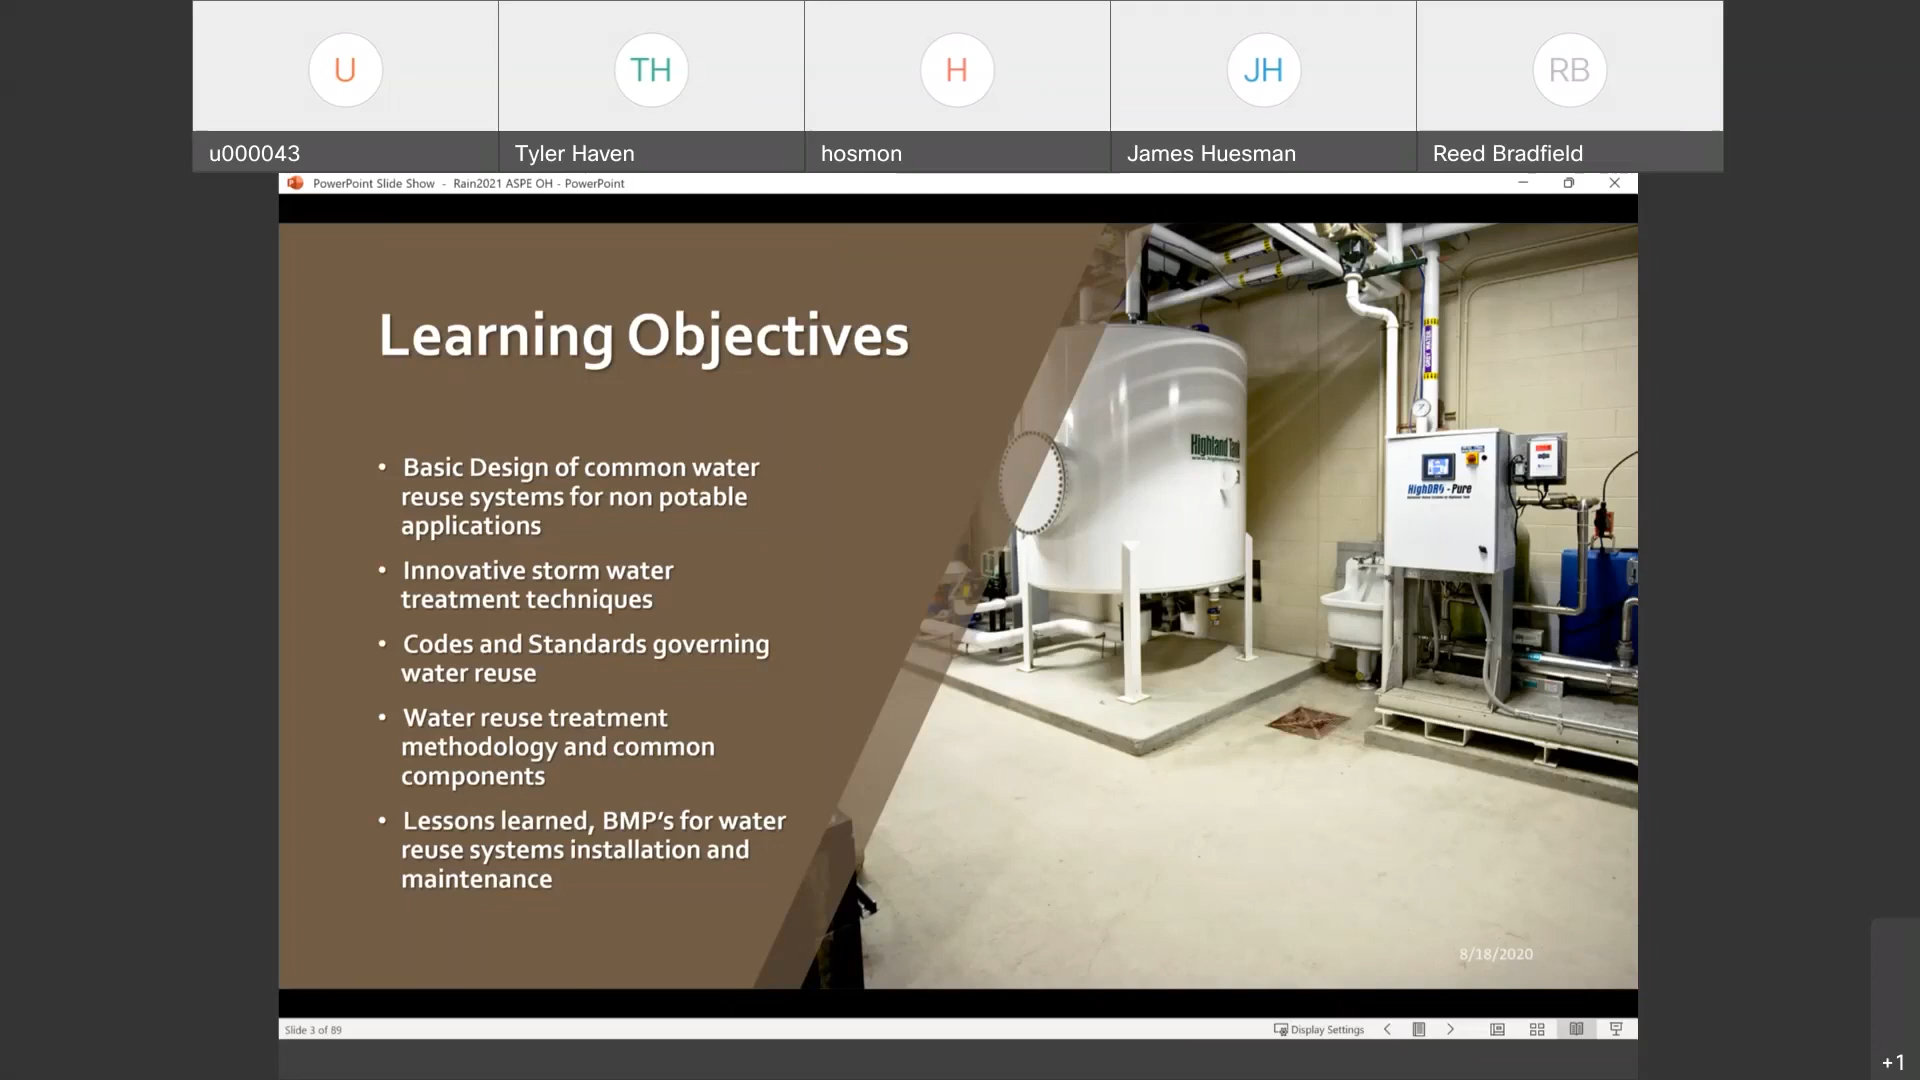 U
TH
H
JH
RB
u000043
Tyler Haven
hosmon
James Huesman
Reed Bradfield
PowerPoint Slide Show - Rain2021 ASPE OH - PowerPoint
Learning Objectives
• Basic Design of common water
reuse systems for non potable
applications
• Innovative storm water
treatment techniques
• Codes and Standards governing
water reuse
• Water reuse treatment
methodology and common
components
• Lessons learned, BMP's for water
reuse systems installation and
maintenance
Highland Tank
HighDRO - Pure
8/18/2020
Slide 3 of 89
Display Settings
+1